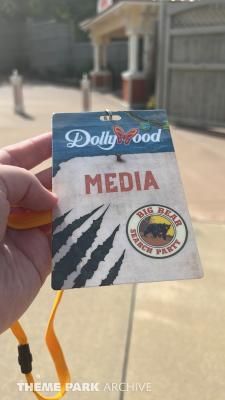 Dollywood
MEDIA
BIG BEAR
SEARCH PARTY
THEME PARK ARCHIVE